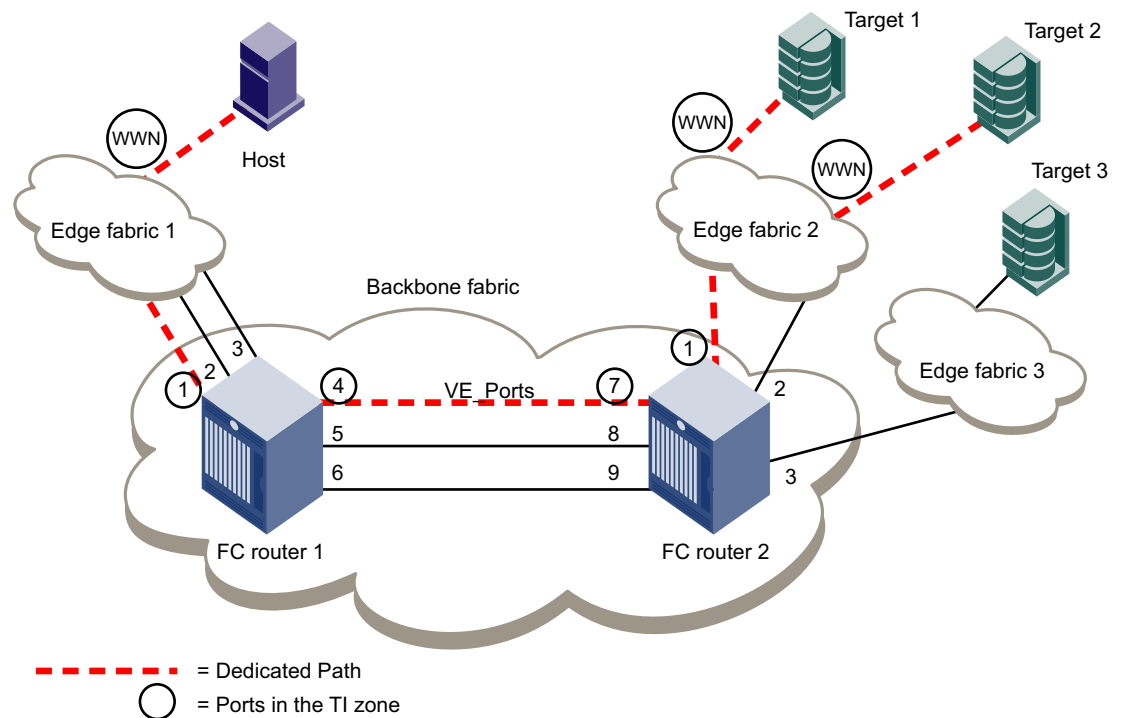 Target 1
Target 2
WWN
WWN
Host
WWN
Target 3
Edge fabric 1
Edge fabric 2
Backbone fabric
Edge fabric 3
3
2
1
1
4
VE_Ports
7
2
5
8
6
9
3
FC router 1
FC router 2
= Dedicated Path
= Ports in the TI zone